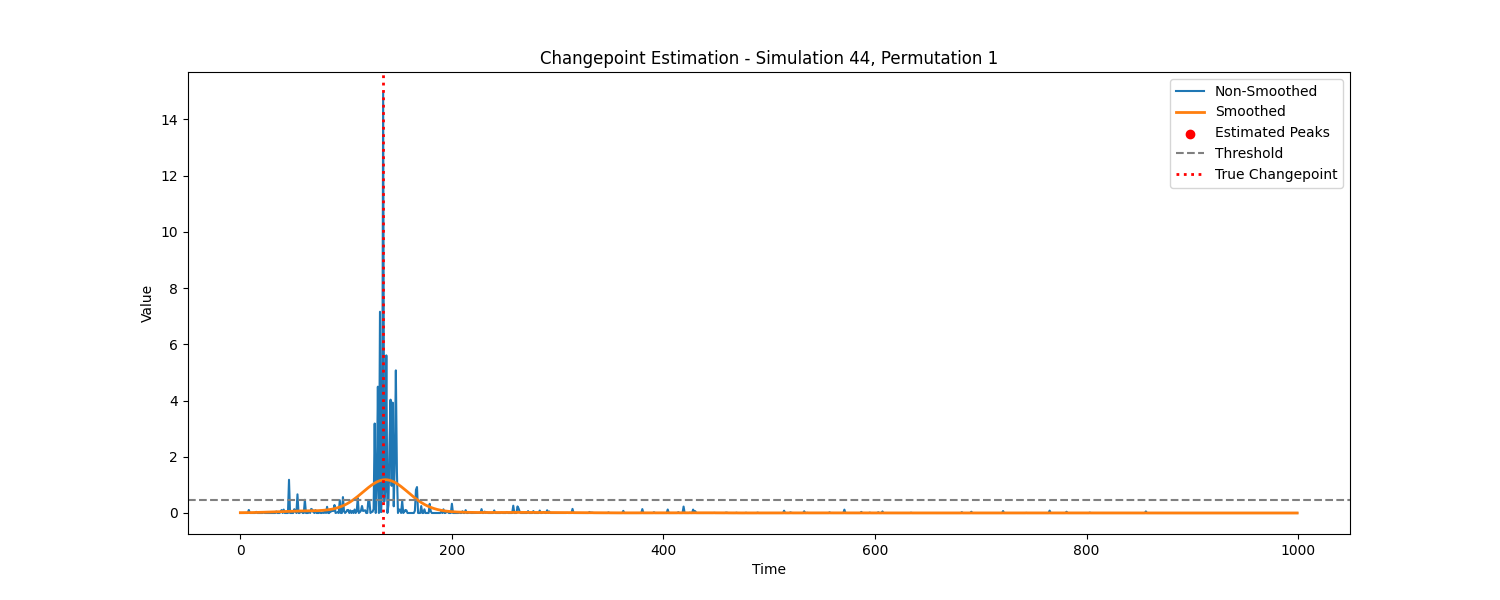 Changepoint Estimation - Simulation 44, Permutation 1
Value
14
12
10
8
6
4
2
0
Non-Smoothed
Smoothed
Estimated Peaks
Threshold
True Changepoint
0
200
400
600
800
1000
Time